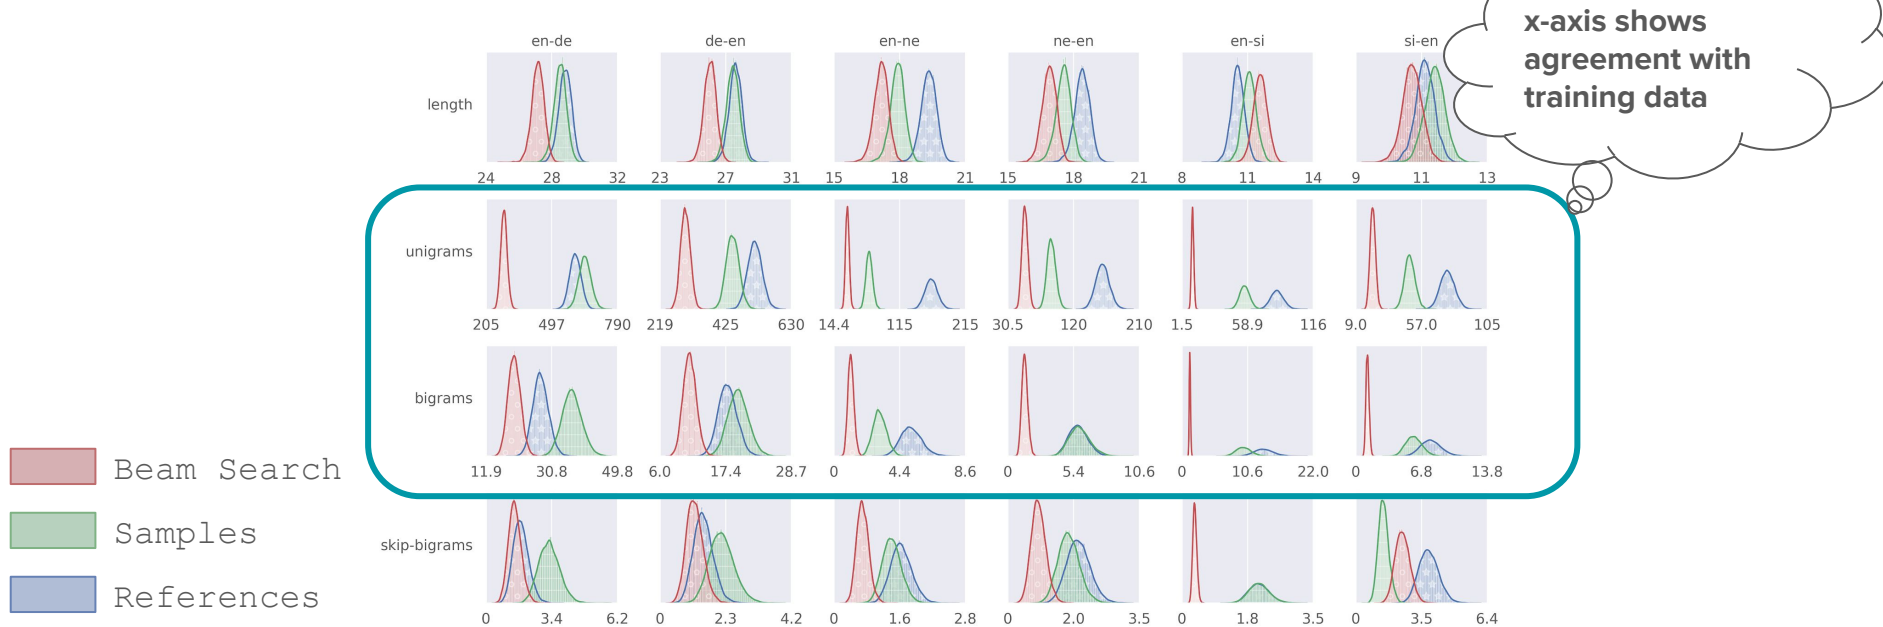 x-axis shows
agreement with
training data
en-de de-en en-ne ne-en en-si si-en
length
24 28 32 23 27 31 15 18 21 15 18 21 8 11 14 9 11 13
unigrams
205 497 790 219 425 630 14.4 115 215 30.5 120 210 1.5 58.9 116 9.0 57.0 105
bigrams
11.9 30.8 49.8 6.0 17.4 28.7 0 4.4 8.6 0 5.4 10.6 0 10.6 22.0 0 6.8 13.8
Beam Search
Samples
skip-bigrams
References
0 3.4 6.2 0 2.3 4.2 0 1.6 2.8 0 2.0 3.5 0 1.8 3.5 0 3.5 6.4